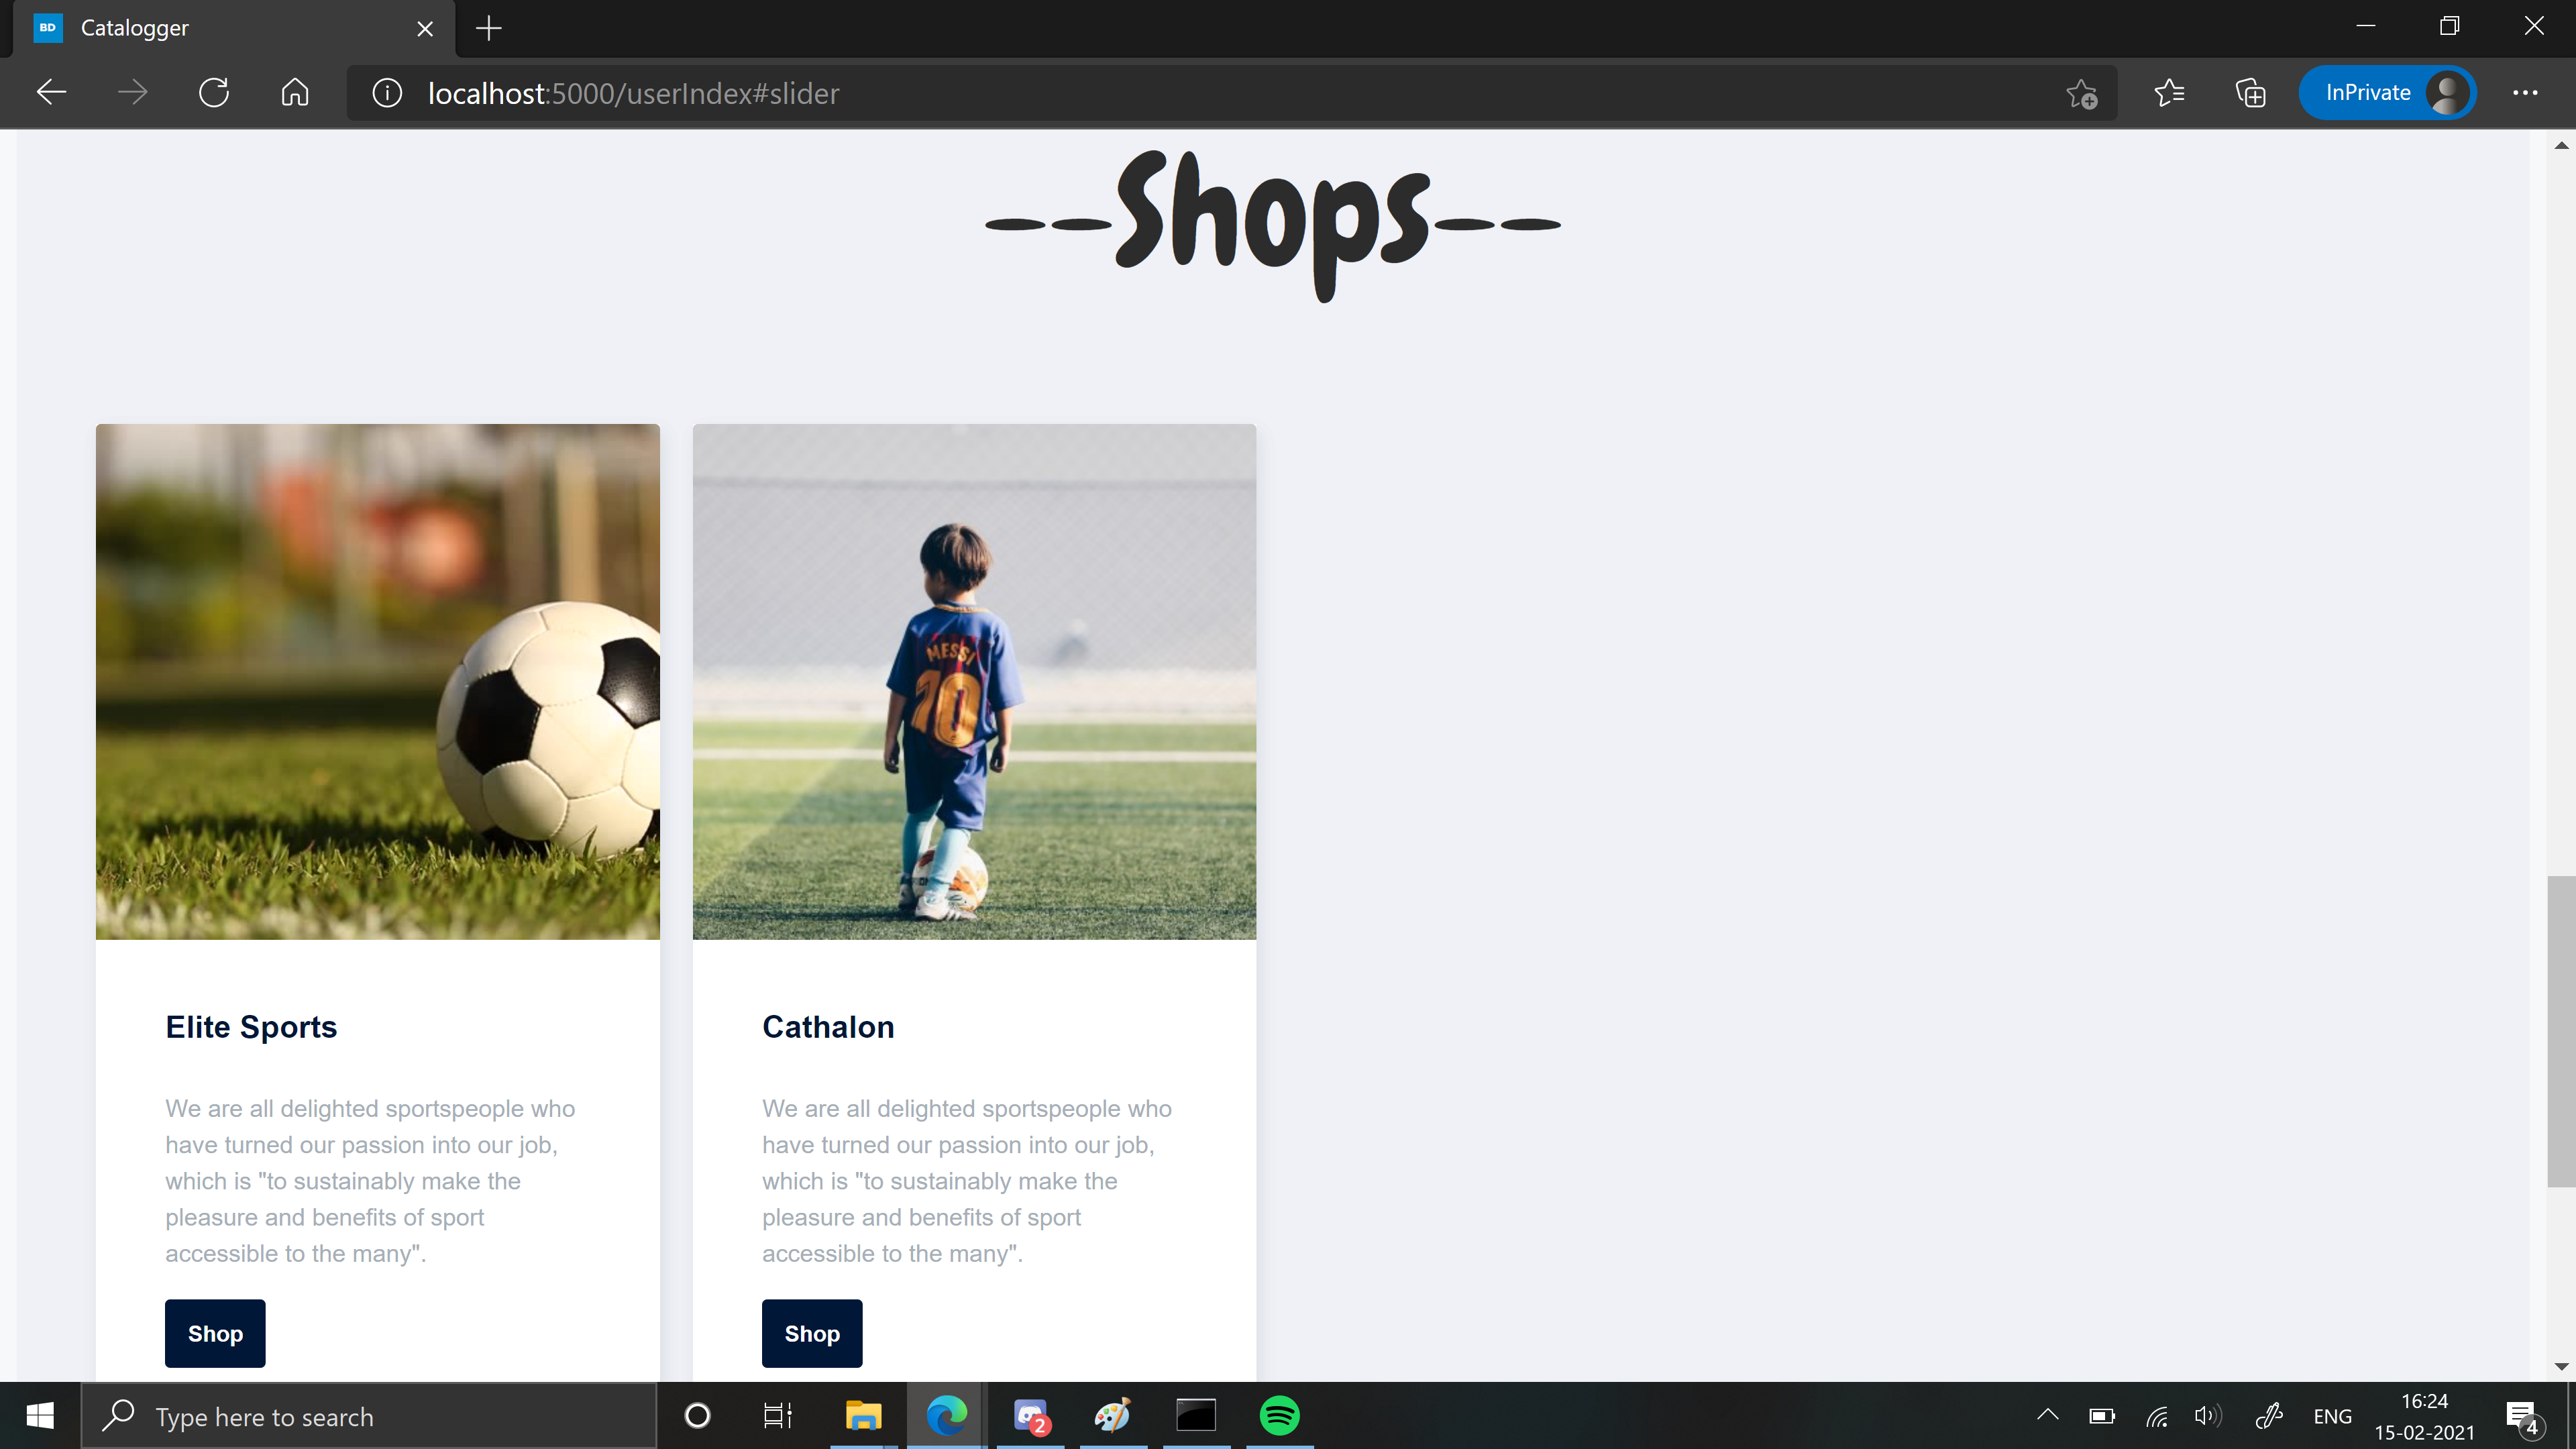 BD Catalogger
localhost:5000/userIndex#slider
InPrivate
--Shops--
MESSI
10
Elite Sports
We are all delighted sportspeople who
have turned our passion into our job,
which is "to sustainably make the
pleasure and benefits of sport
accessible to the many".
Shop
Cathalon
We are all delighted sportspeople who
have turned our passion into our job,
which is "to sustainably make the
pleasure and benefits of sport
accessible to the many".
Shop
Type here to search
2
ENG
16:24
15-02-2021
4